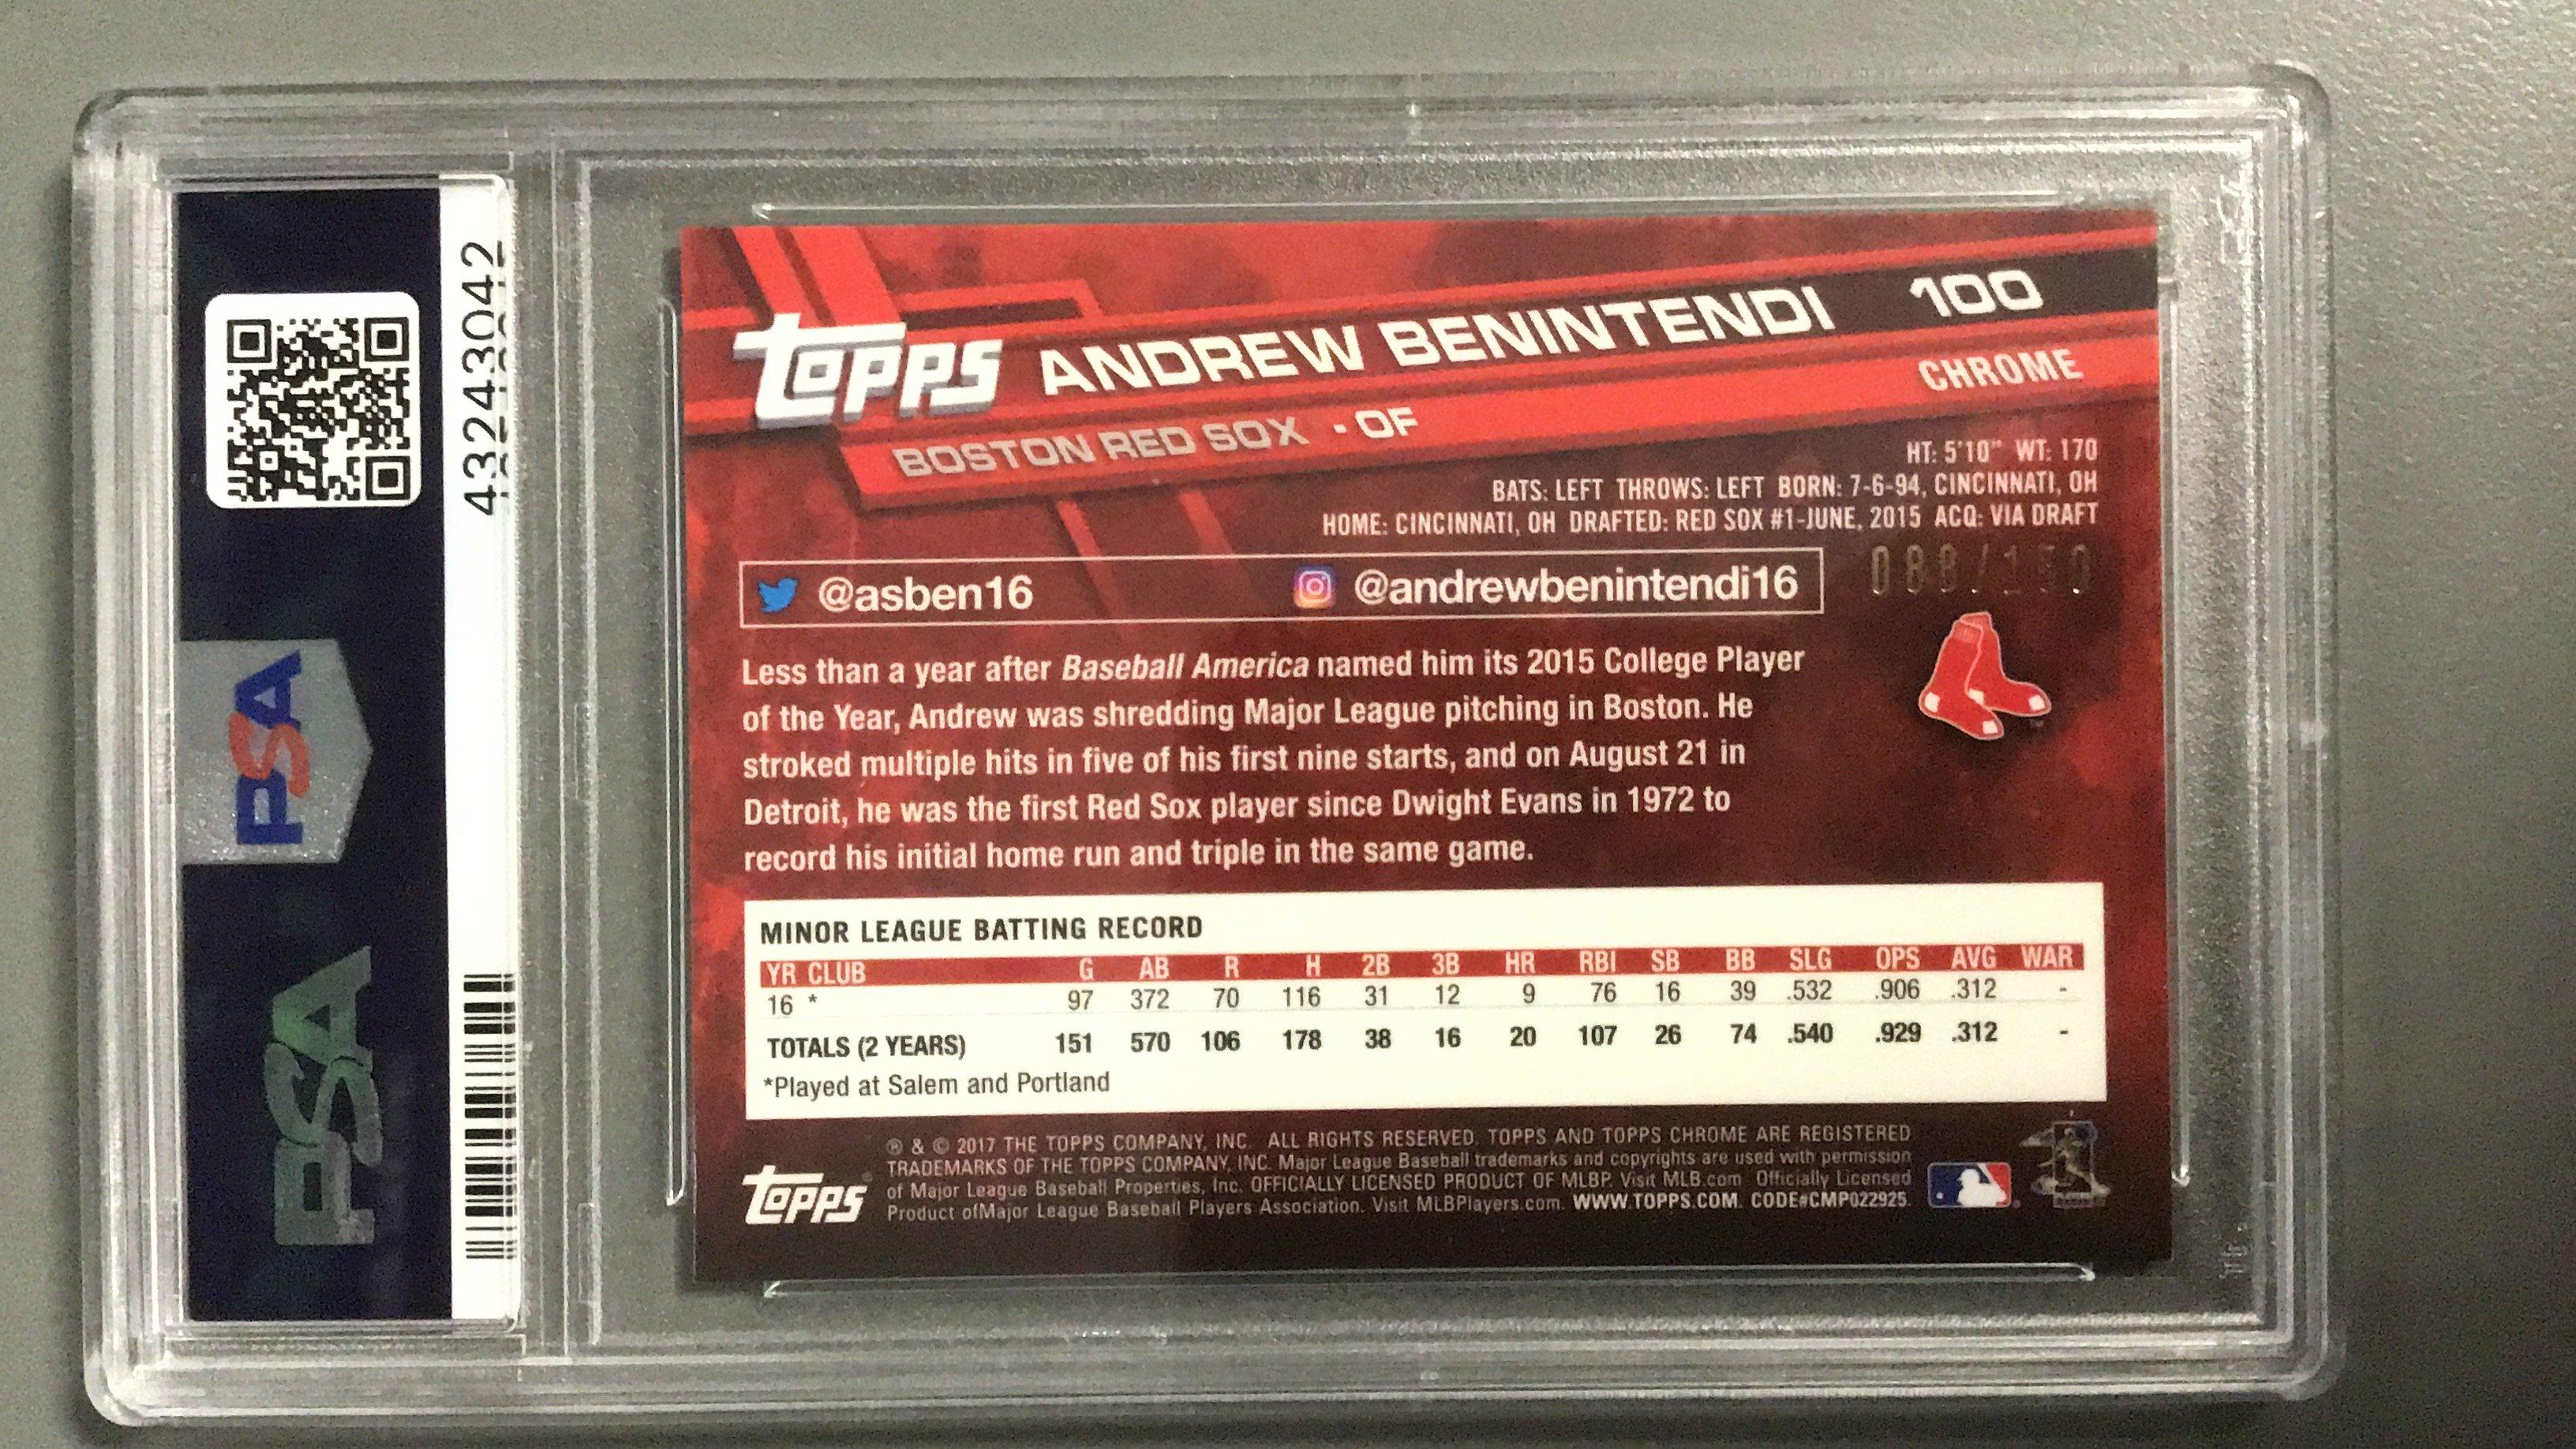 43243042
PSA
PSA
TOPPS ANDREW BENINTENDI 100
BOSTON RED SOX · OF CHROME
HT: 5'10" WT: 170
BATS: LEFT THROWS: LEFT BORN: 7-6-94, CINCINNATI, OH
HOME: CINCINNATI, OH DRAFTED: RED SOX #1-JUNE, 2015 ACQ: VIA DRAFT
@asben16 @andrewbenintendi16 088/150
Less than a year after Baseball America named him its 2015 College Player
of the Year, Andrew was shredding Major League pitching in Boston. He
stroked multiple hits in five of his first nine starts, and on August 21 in
Detroit, he was the first Red Sox player since Dwight Evans in 1972 to
record his initial home run and triple in the same game.
MINOR LEAGUE BATTING RECORD
YR CLUB G AB R H 2B 3B HR RBI SB BB SLG OPS AVG WAR
16 * 97 372 70 116 31 12 9 76 16 39 .532 .906 .312 -
TOTALS (2 YEARS) 151 570 106 178 38 16 20 107 26 74 .540 .929 .312 -
*Played at Salem and Portland
® & © 2017 THE TOPPS COMPANY, INC. ALL RIGHTS RESERVED. TOPPS AND TOPPS CHROME ARE REGISTERED
TRADEMARKS OF THE TOPPS COMPANY, INC. Major League Baseball trademarks and copyrights are used with permission
of Major League Baseball Properties, Inc. OFFICIALLY LICENSED PRODUCT OF MLBP. Visit MLB.com Officially Licensed
Product ofMajor League Baseball Players Association. Visit MLBPlayers.com. WWW.TOPPS.COM. CODE#CMP022925.
TOPPS